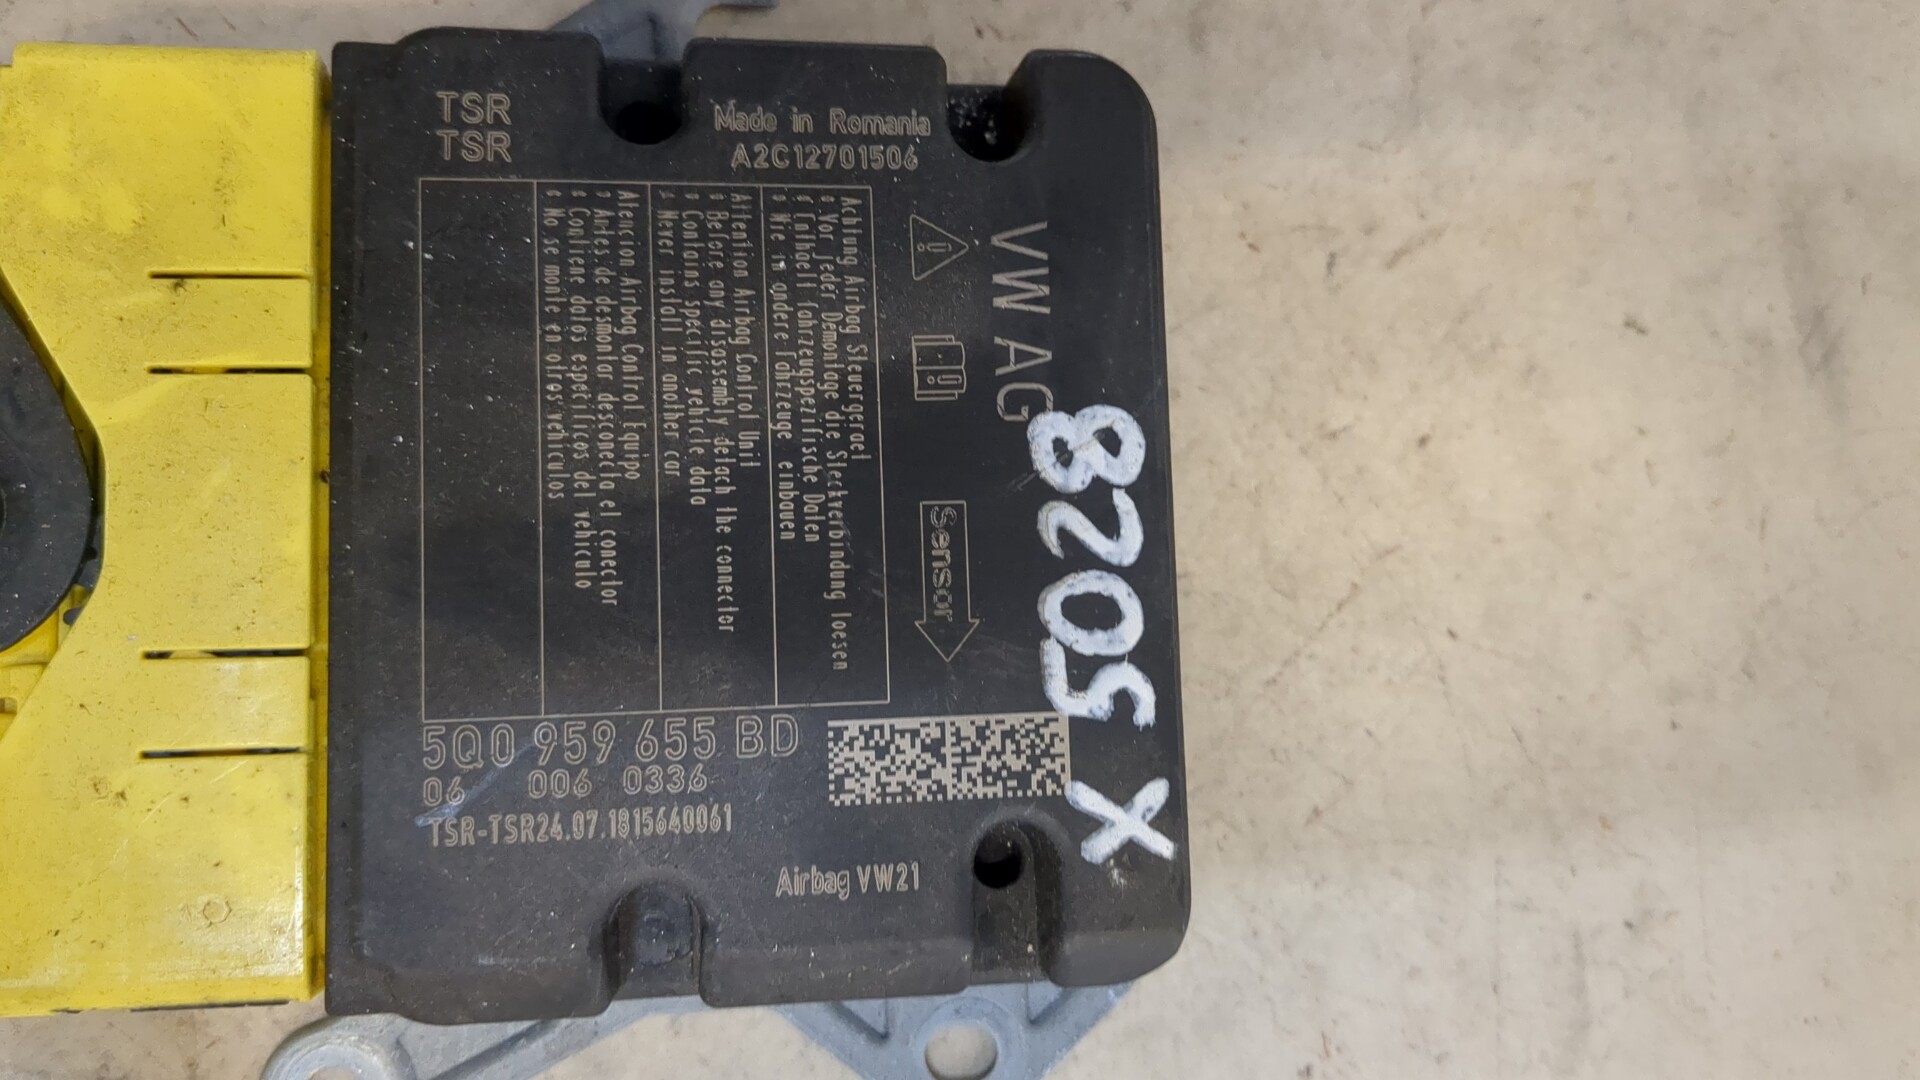 TSR
TSR
Made in Romania
A2C12701506
VW AG
8205 X
Achtung Airbag Steuergeraet
Vor jeder Demontage die Steckverbindung loesen
Enthaelt fahrzeugspezifische Daten
Nie in andere Fahrzeuge einbauen
Attention Airbag Control Unit
Before any disassembly detach the connector
Contains specific vehicle data
Never install in another car
Atencion Airbag Control Equipo
Antes de desmontar desconecta el conector
Contiene datos especificos del vehiculo
No se monte en otros vehiculos
Sensor
5Q0 959 655 BD
06 006 0336
TSR-TSR24.07.1815640061
Airbag VW21